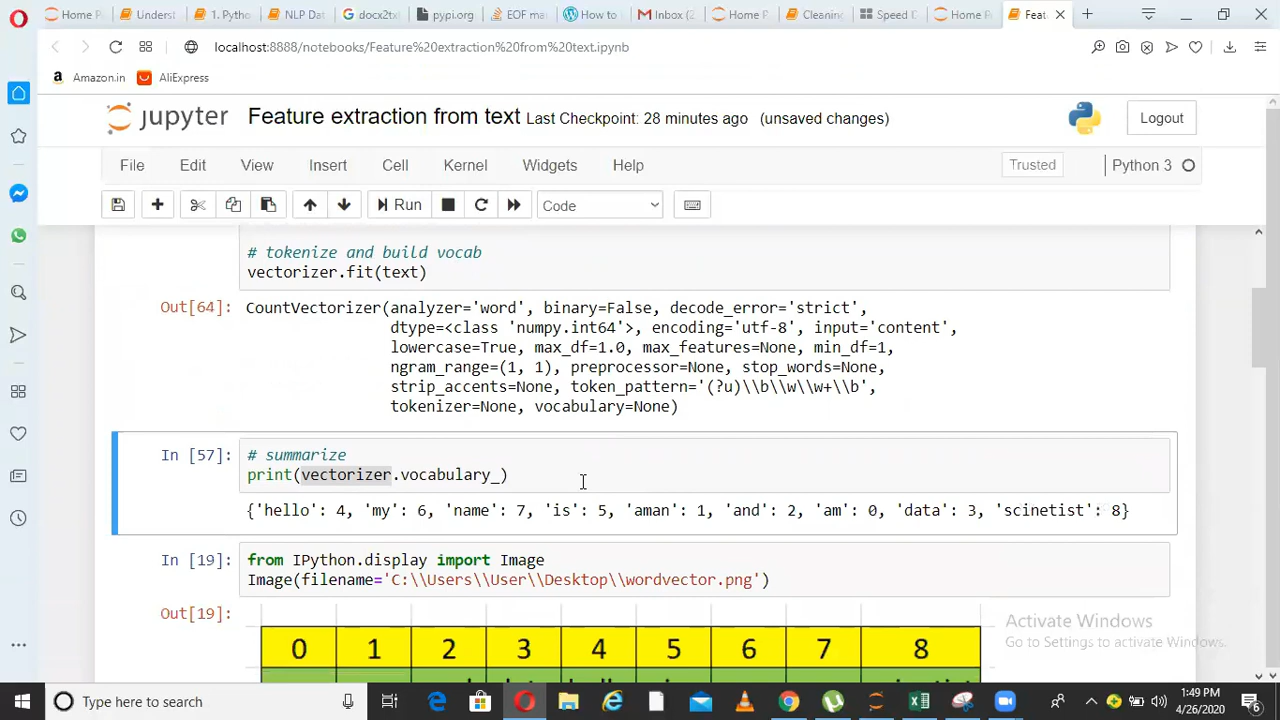 Home P
Underst
1. Pytho
NLP Dat
docx2tx
pypi.org
EOF ma
How to
Inbox (2
Home P
Cleaning
Speed D
Home P
Feat
localhost:8888/notebooks/Feature%20extraction%20from%20text.ipynb
Amazon.in
AliExpress
jupyter Feature extraction from text Last Checkpoint: 28 minutes ago (unsaved changes)
Logout
File Edit View Insert Cell Kernel Widgets Help
Trusted
Python 3
Run
Code
# tokenize and build vocab
vectorizer.fit(text)
Out[64]: CountVectorizer(analyzer='word', binary=False, decode_error='strict',
dtype=<class 'numpy.int64'>, encoding='utf-8', input='content',
lowercase=True, max_df=1.0, max_features=None, min_df=1,
ngram_range=(1, 1), preprocessor=None, stop_words=None,
strip_accents=None, token_pattern='(?u)\\b\\w\\w+\\b',
tokenizer=None, vocabulary=None)
In [57]: # summarize
print(vectorizer.vocabulary_)
{'hello': 4, 'my': 6, 'name': 7, 'is': 5, 'aman': 1, 'and': 2, 'am': 0, 'data': 3, 'scinetist': 8}
In [19]: from IPython.display import Image
Image(filename='C:\\Users\\User\\Desktop\\wordvector.png')
Out[19]:
0 1 2 3 4 5 6 7 8
Activate Windows
Go to Settings to activate Windows.
Type here to search
1:49 PM
4/26/2020
6